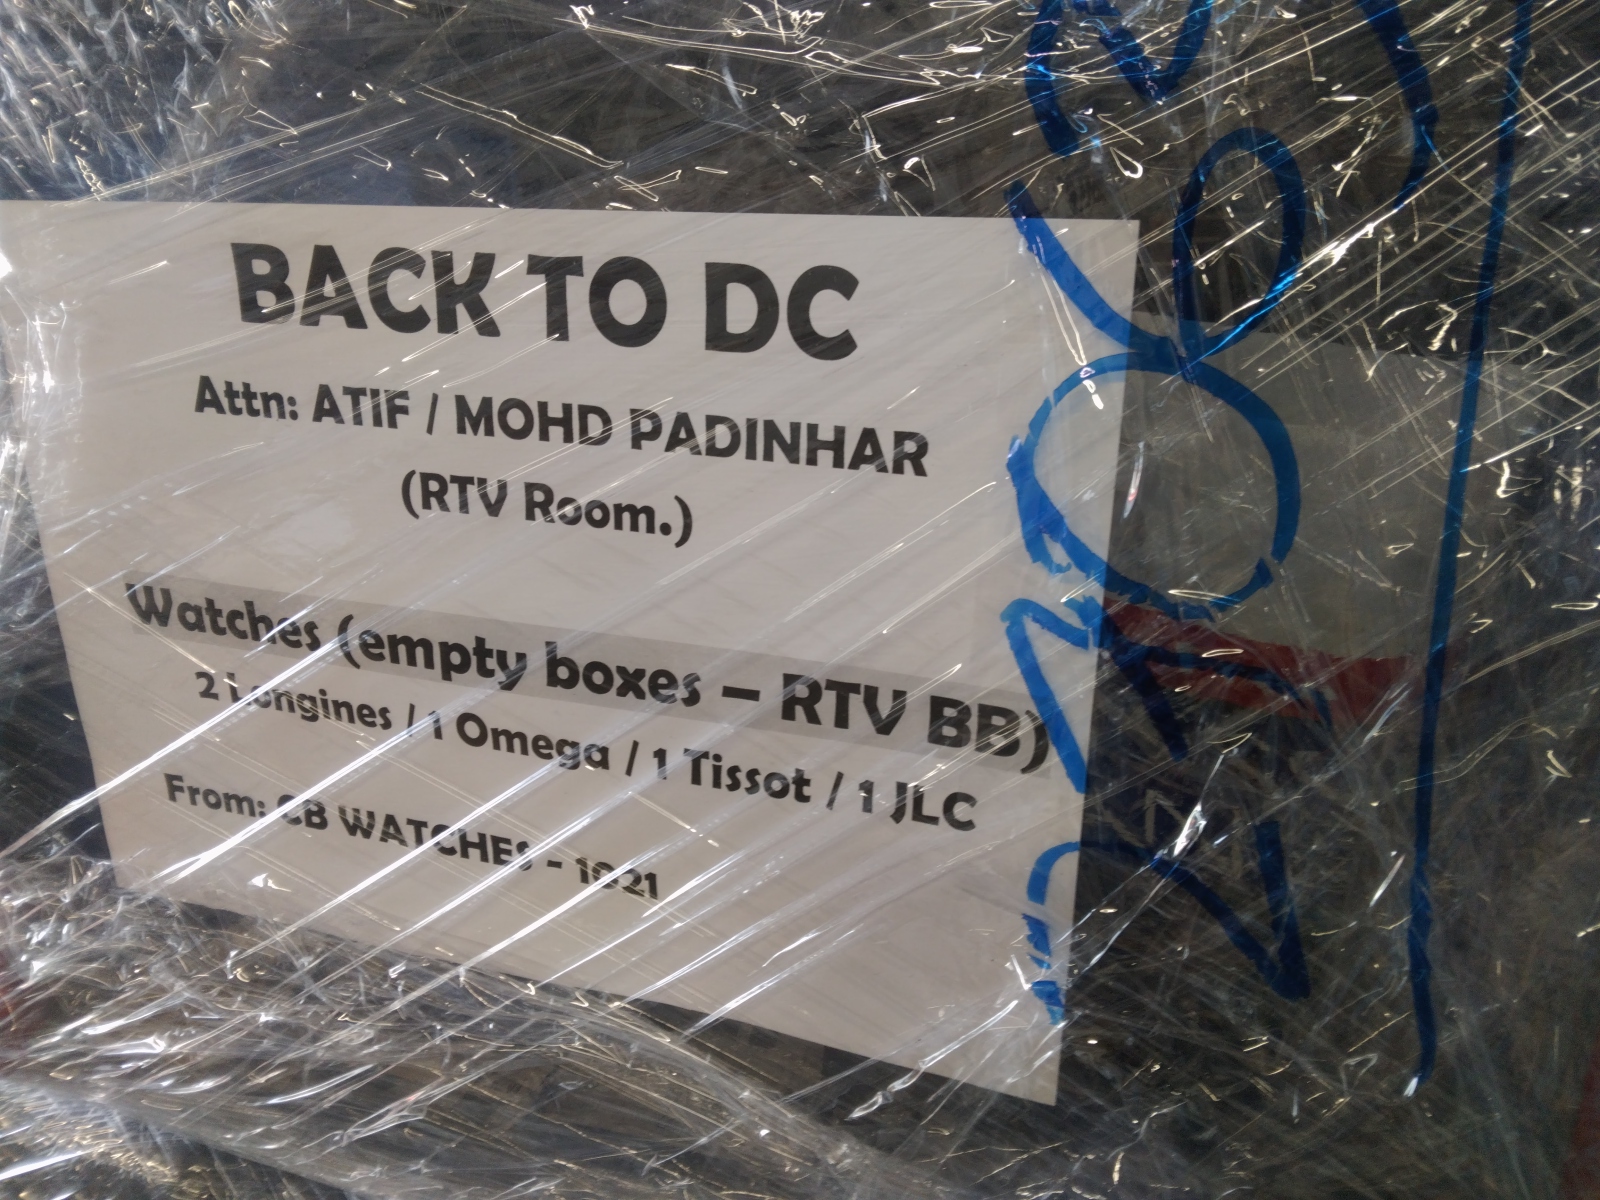 BACK TO DC
Attn: ATIF / MOHD PADINHAR
(RTV Room.)
Watches (empty boxes – RTV BB)
2 Longines / 1 Omega / 1 Tissot / 1 JLC
From: CB WATCHES - 1021